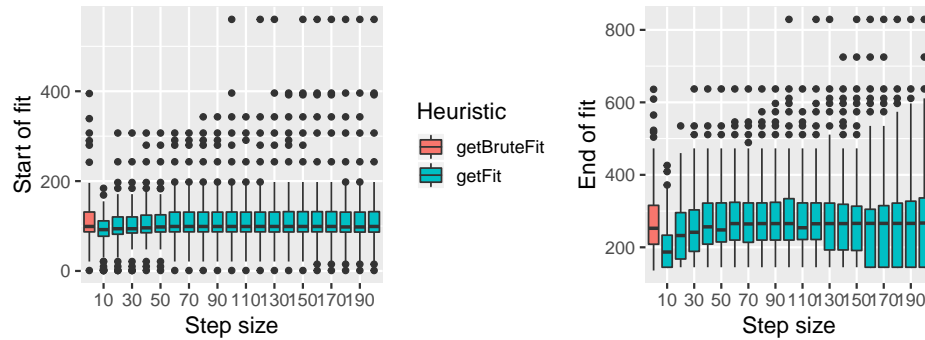 Start of fit
400
200
0
10 30 50 70 90 110 130 150 170 190
Step size
Heuristic
getBruteFit
getFit
End of fit
800
600
400
200
10 30 50 70 90 110 130 150 170 190
Step size